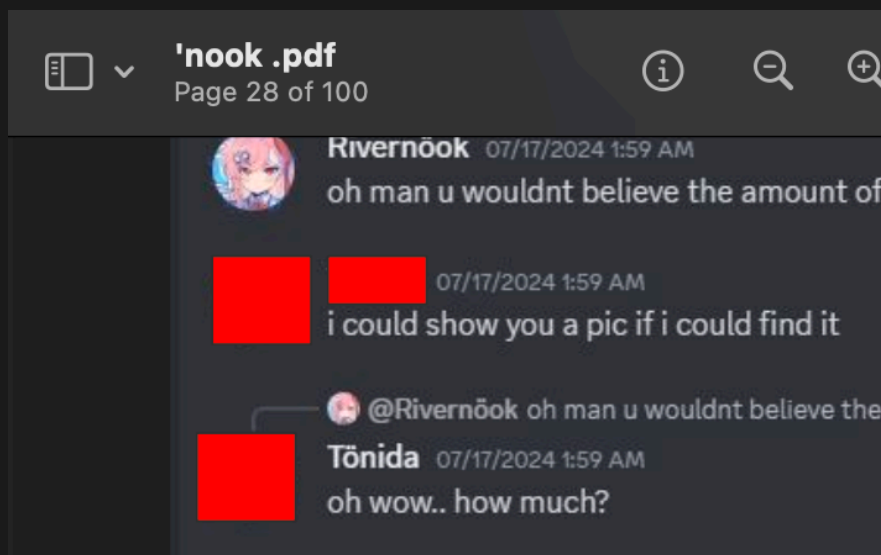 'nook .pdf
Page 28 of 100
Rivernöok 07/17/2024 1:59 AM
oh man u wouldnt believe the amount of
07/17/2024 1:59 AM
i could show you a pic if i could find it
@Rivernöok oh man u wouldnt believe the
Tönida 07/17/2024 1:59 AM
oh wow.. how much?